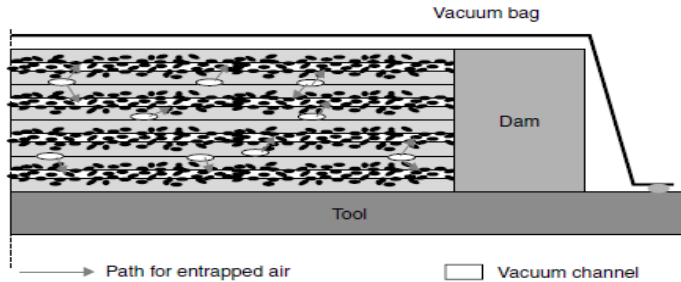 Vacuum bag
Dam
Tool
Path for entrapped air
Vacuum channel